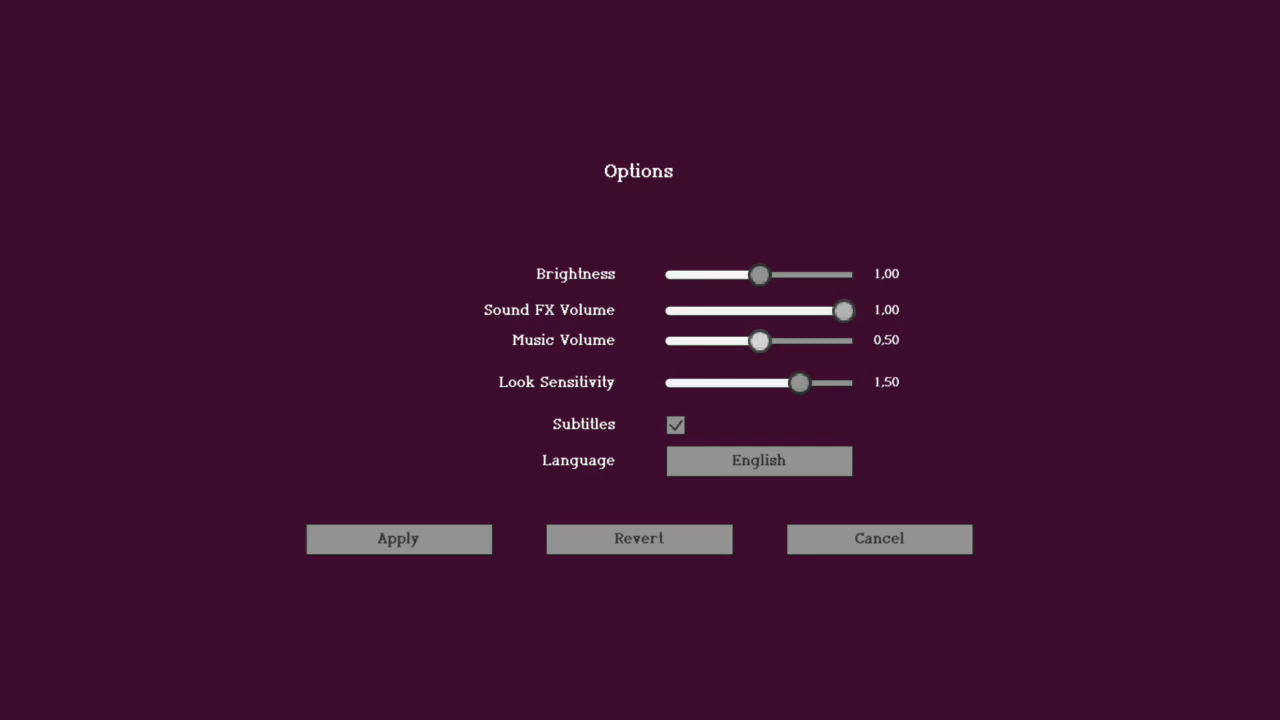 Options
Brightness 1,00
Sound FX Volume 1,00
Music Volume 0,50
Look Sensitivity 1,50
Subtitles
Language English
Apply Revert Cancel